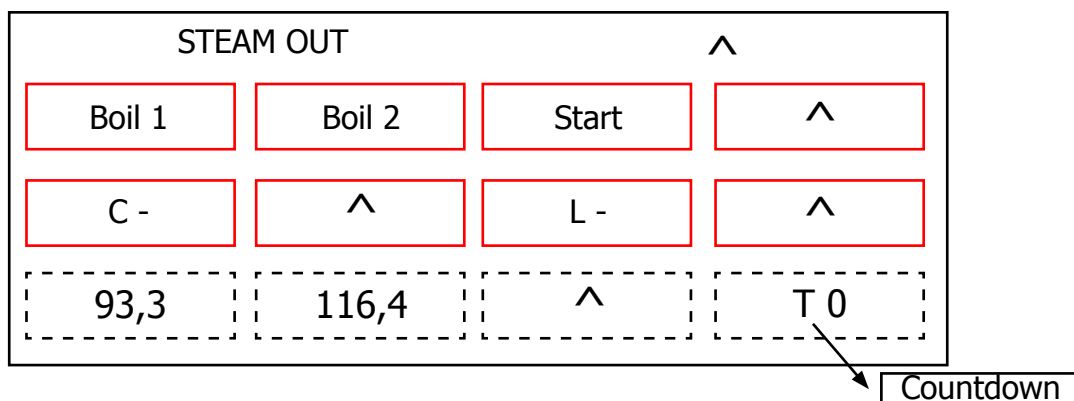 STEAM OUT ^
Boil 1 Boil 2 Start ^
C - ^ L - ^
93,3 116,4 ^ T 0
Countdown